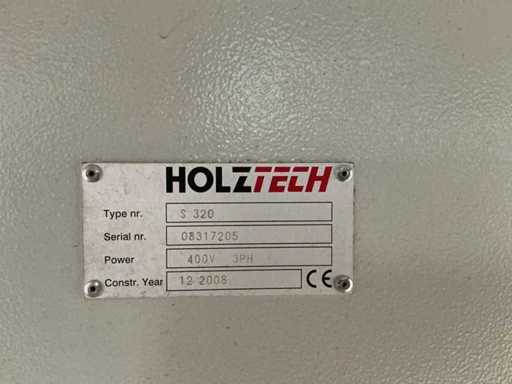 HOLZTECH
Type nr. S 320
Serial nr. 08317205
Power 400V 3PH
Constr. Year 12 2008 CE